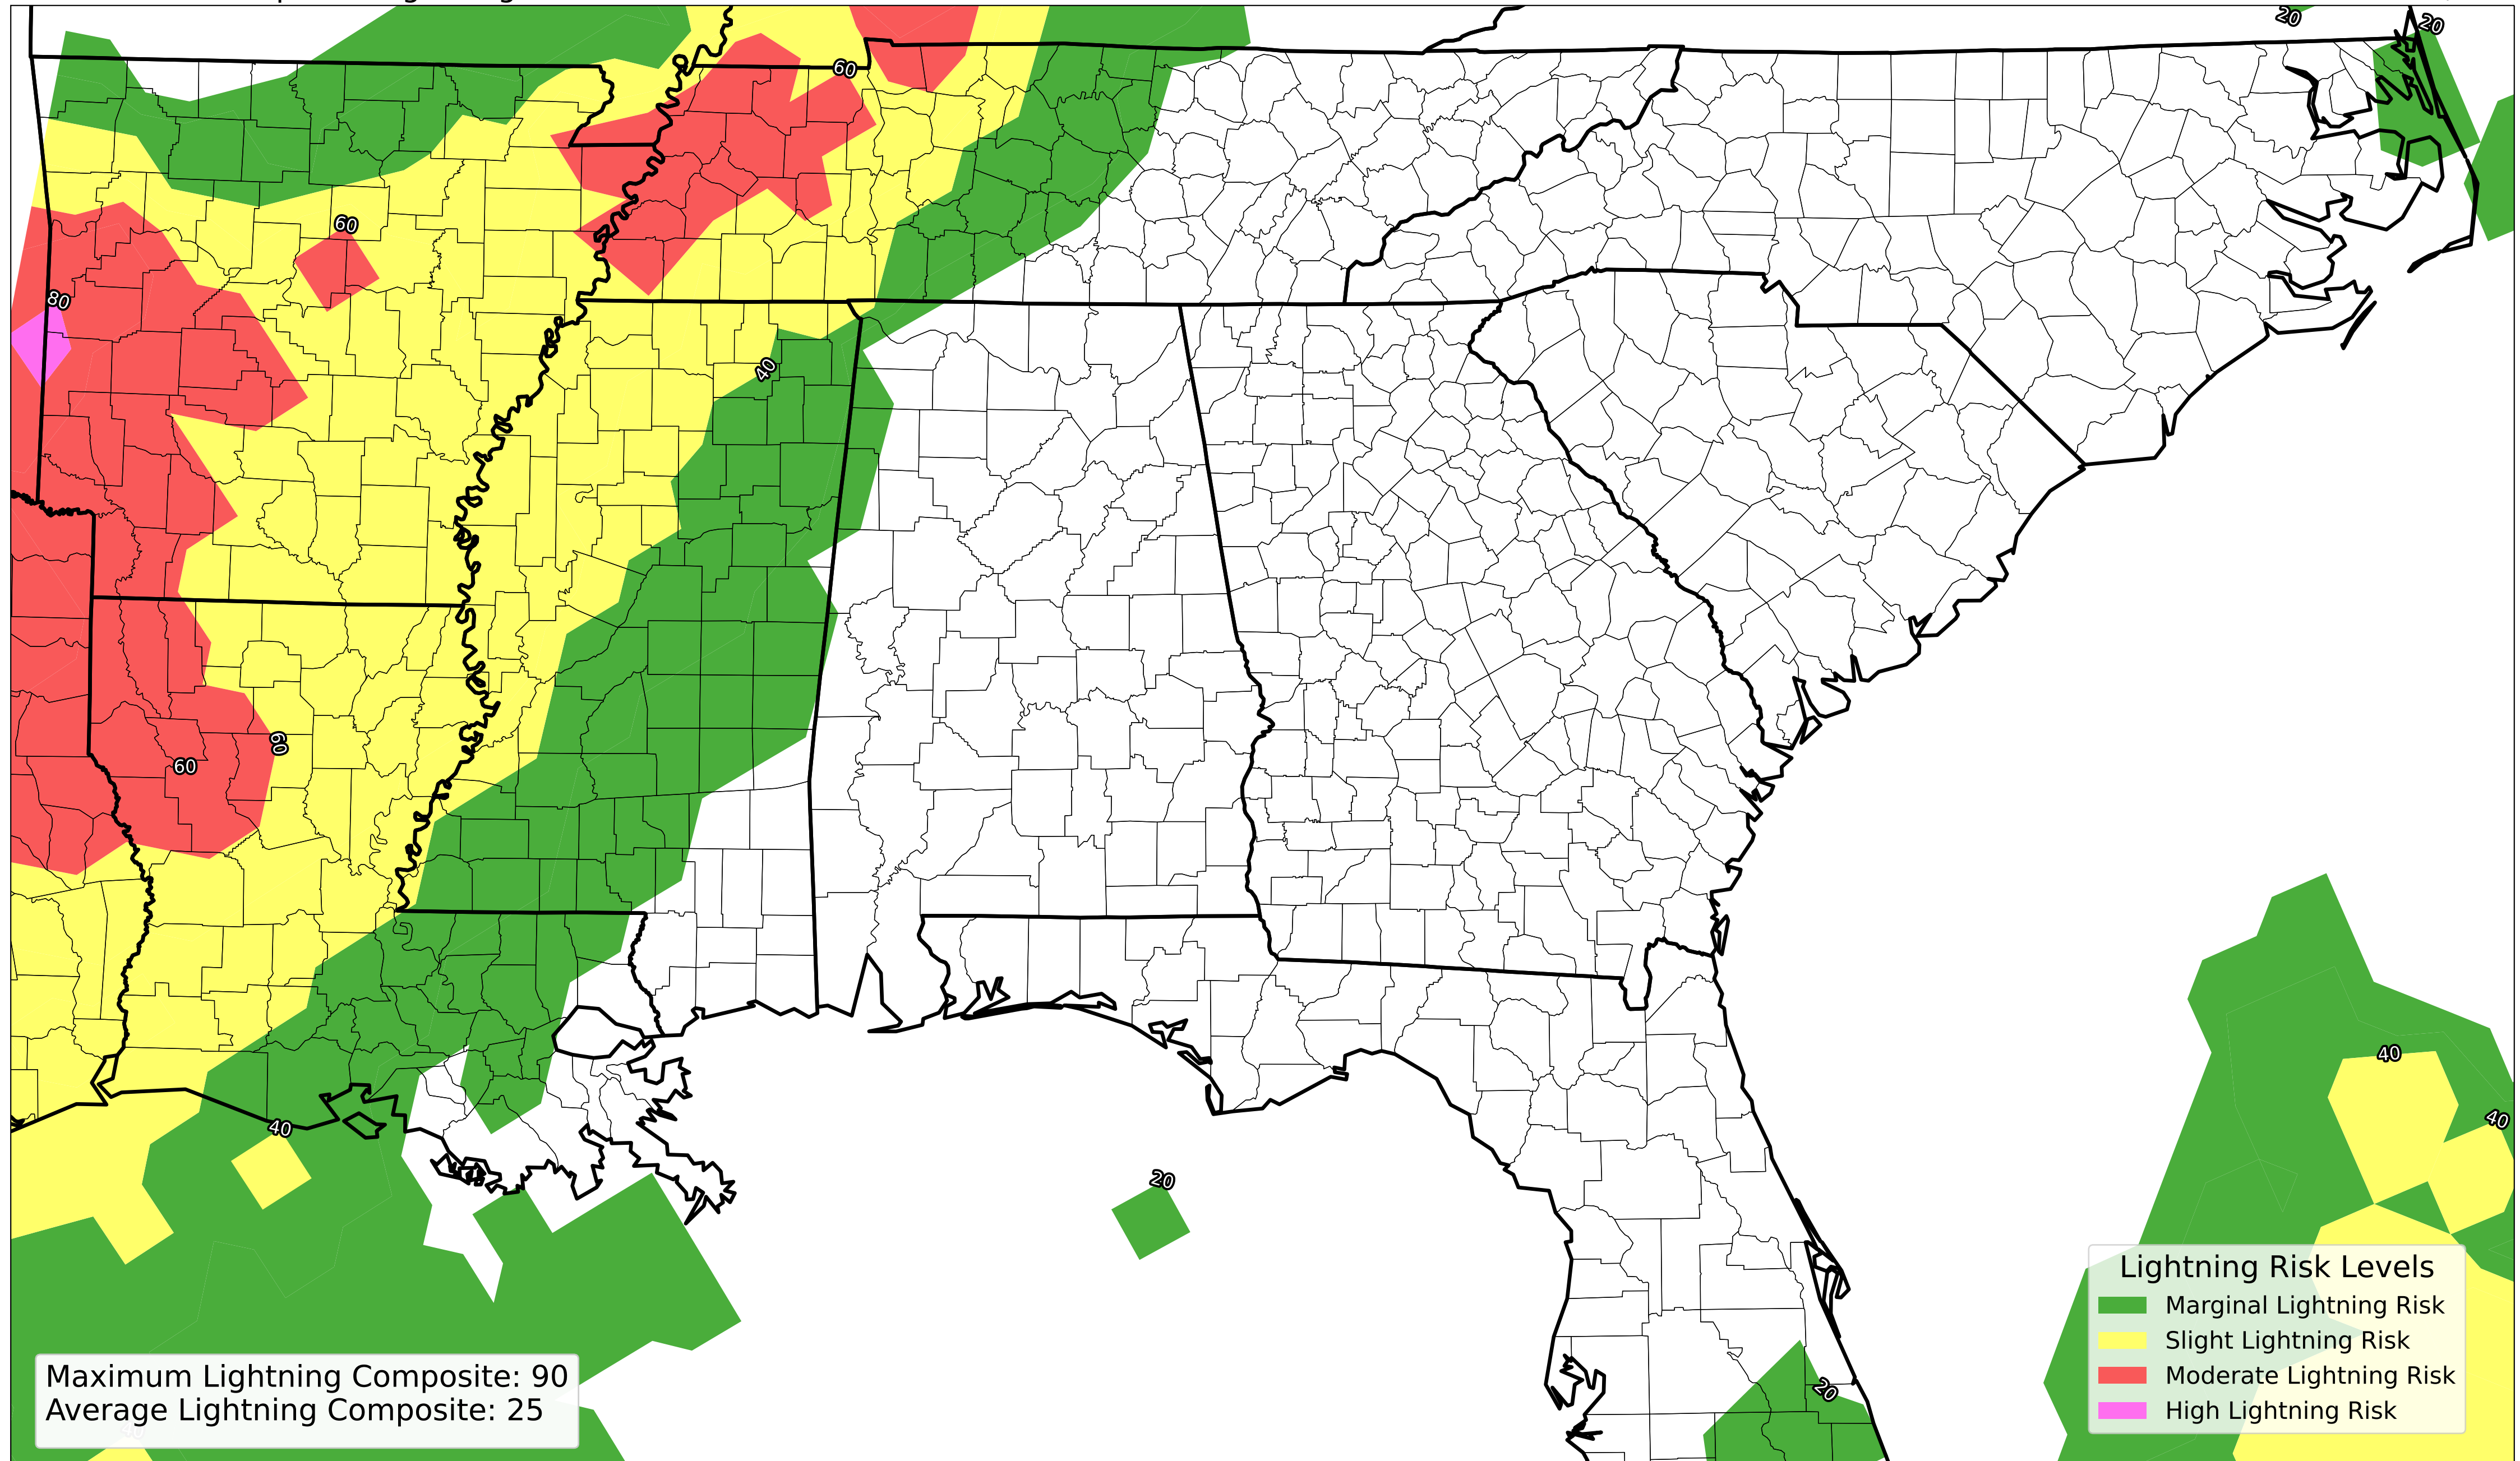 20
20
60
60
80
40
60
60
40
20
40
40
20
Lightning Risk Levels
Marginal Lightning Risk
Slight Lightning Risk
Moderate Lightning Risk
High Lightning Risk
Maximum Lightning Composite: 90
Average Lightning Composite: 25